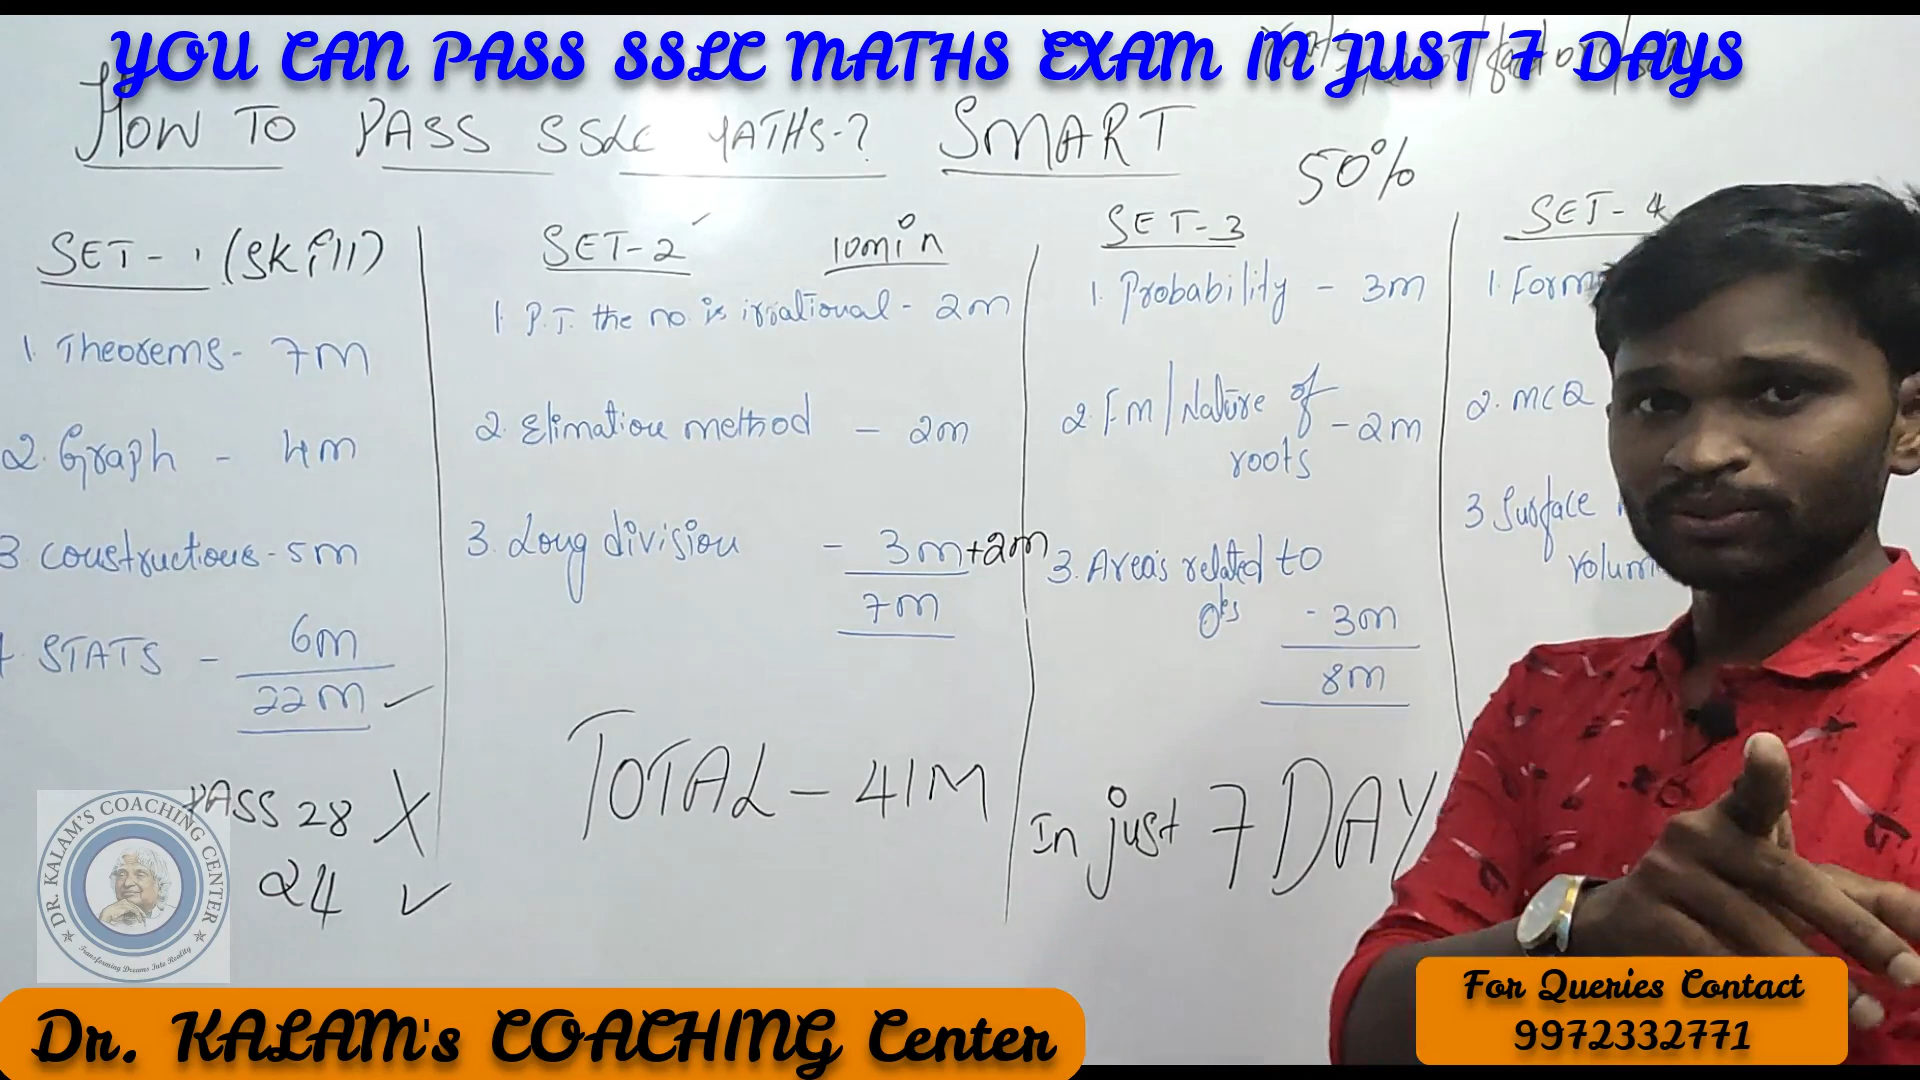 YOU CAN PASS SSLC MATHS EXAM IN JUST 7 DAYS
HOW TO PASS SSLC MATHS-? SMART
50%
SET-1 (SKill)
1. Theorems - 7M
2. Graph - 4M
3. constructions - 5M
STATS - 6M
22M
PASS 28 X
24 ✓
SET-2 10min
1. P.T. the no is irrational - 2M
2. Elimation method - 2M
3. Long division - 3M+2M
7M
TOTAL - 41M
SET-3
1. Probability - 3M
2. FM/Nature of roots - 2M
3. Areas related to
- 3M
8M
In just 7 DAY
SET-4
1. Form
2. MCQ
3 Surface
Volum
DR. KALAM'S COACHING CENTER
Transforming Dreams Into Reality
Dr. KALAM's COACHING Center
For Queries Contact
9972332771